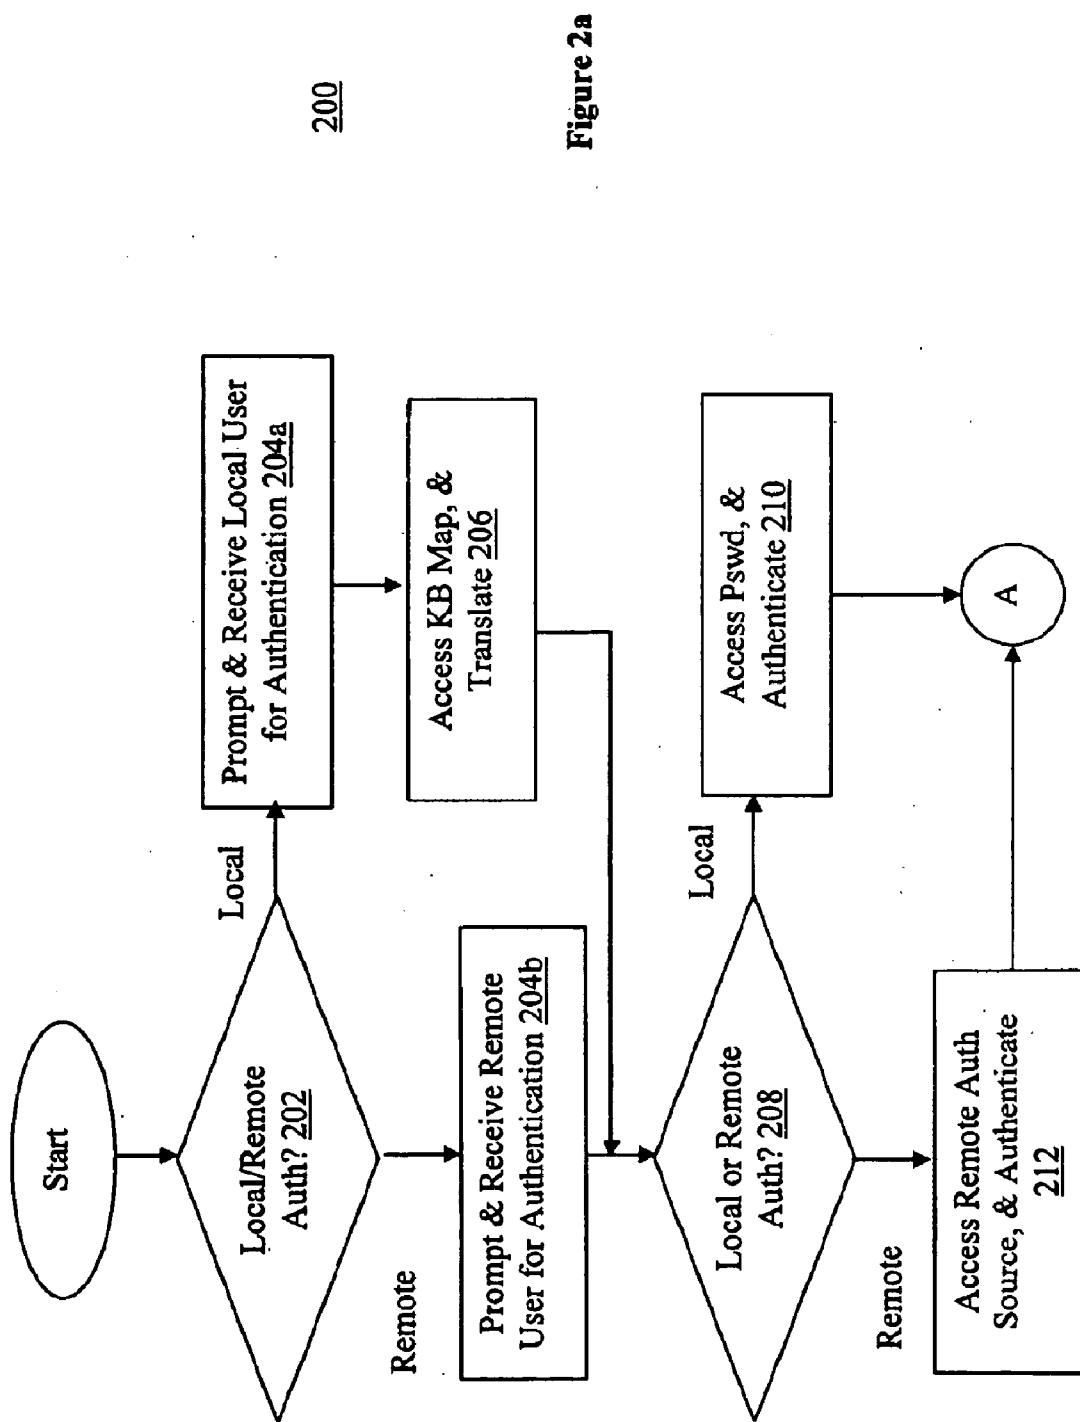 200
Start
Local/Remote
Auth? 202
Local
Prompt & Receive Local User
for Authentication 204a
Remote
Access KB Map, &
Translate 206
Prompt & Receive Remote
User for Authentication 204b
Local or Remote
Auth? 208
Local
Access Pswd, &
Authenticate 210
Remote
Access Remote Auth
Source, & Authenticate
212
A
Figure 2a